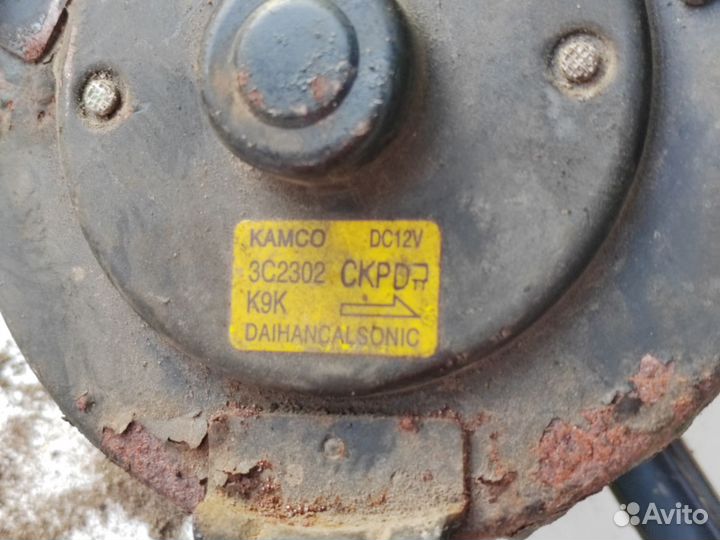 KAMCO DC12V
3C2302 CKPD
K9K
DAIHANCALSONIC
Avito